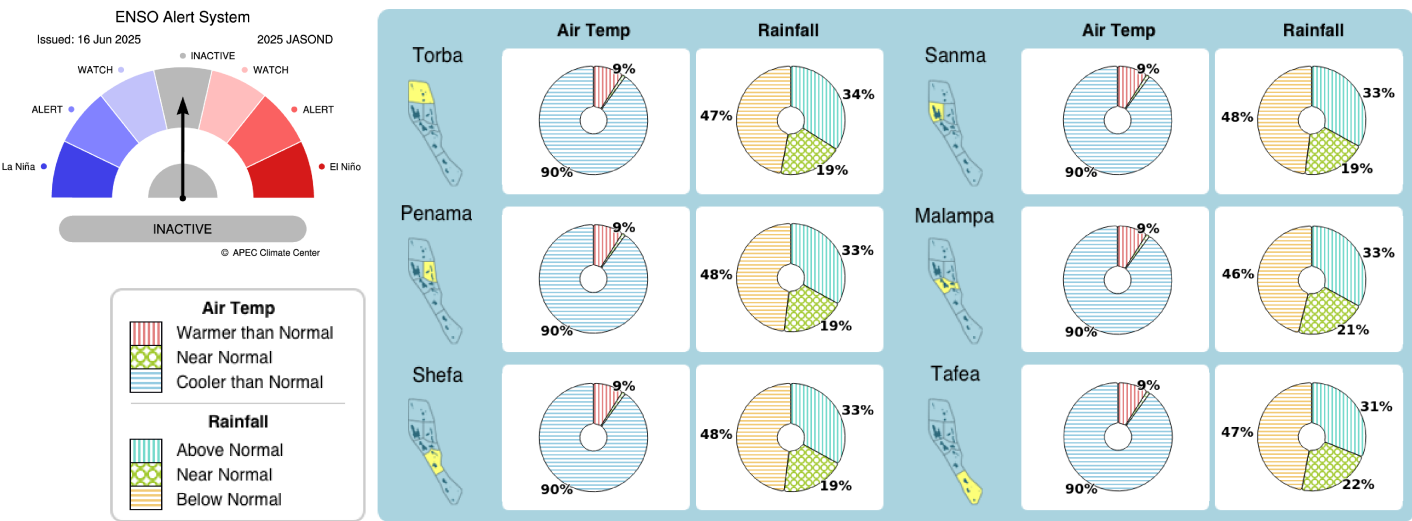 ENSO Alert System
Issued: 16 Jun 2025
2025 JASOND
INACTIVE
WATCH
WATCH
ALERT
ALERT
La Niña
El Niño
INACTIVE
© APEC Climate Center
Air Temp
Warmer than Normal
Near Normal
Cooler than Normal
Rainfall
Above Normal
Near Normal
Below Normal
Air Temp
Rainfall
Torba
9%
90%
34%
47%
19%
Penama
9%
90%
33%
48%
19%
Shefa
9%
90%
33%
48%
19%
Air Temp
Rainfall
Sanma
9%
90%
33%
48%
19%
Malampa
9%
90%
33%
46%
21%
Tafea
9%
90%
31%
47%
22%